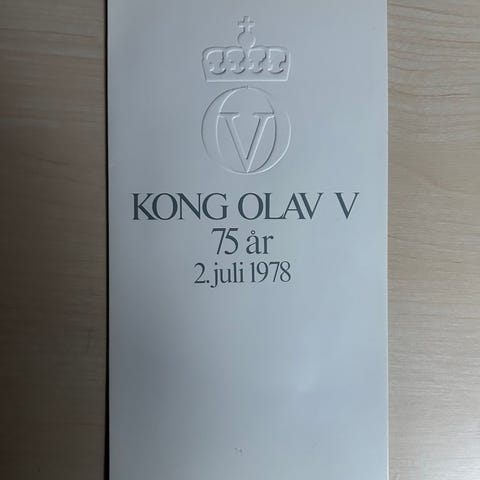 V
KONG OLAV V
75 år
2. juli 1978